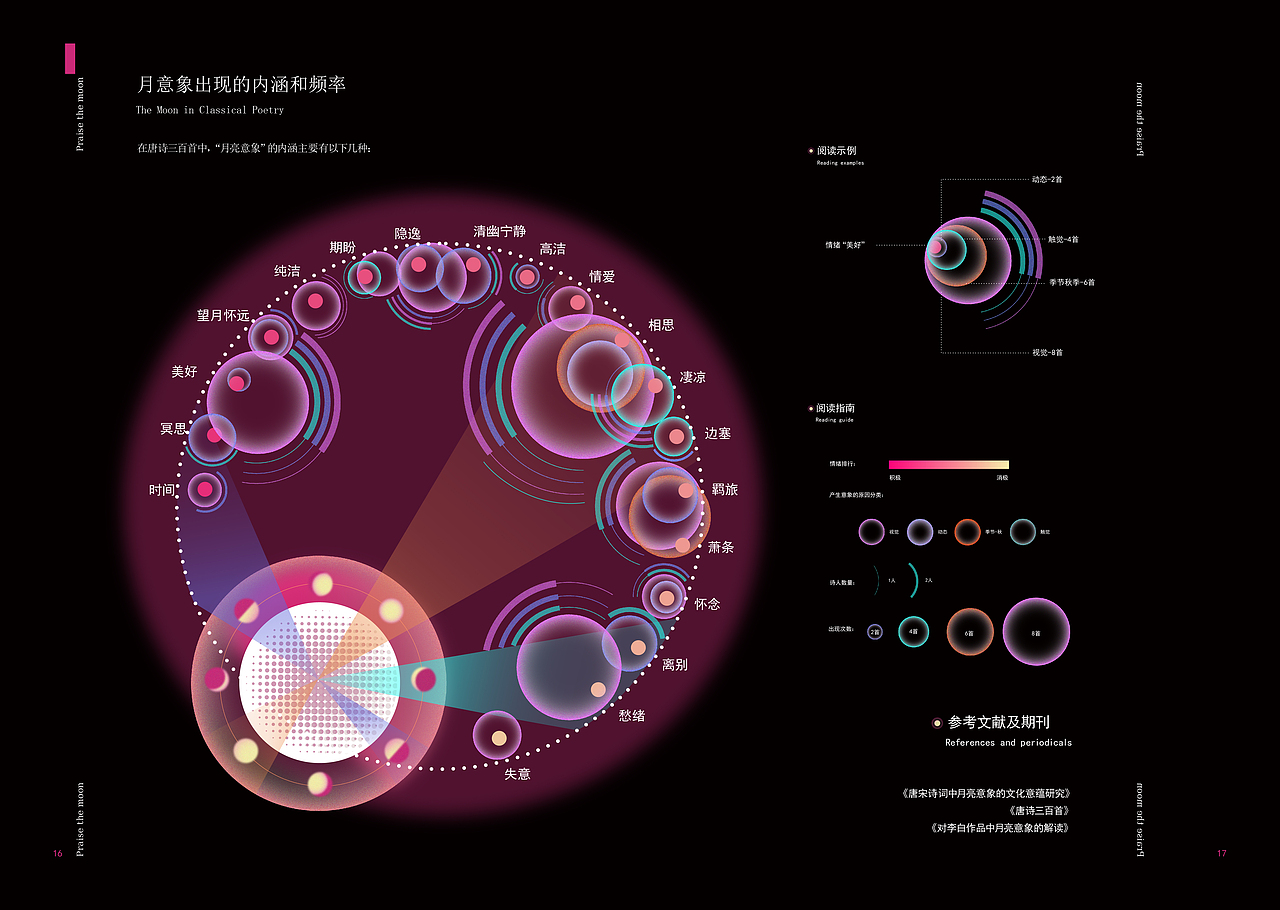 Praise the moon
月意象出现的内涵和频率
The Moon in Classical Poetry
在唐诗三百首中,“月亮意象”的内涵主要有以下几种:
隐逸
清幽宁静
期盼
高洁
纯洁
情爱
望月怀远
相思
美好
凄凉
冥思
边塞
时间
羁旅
萧条
怀念
离别
愁绪
失意
Praise the moon
16
Praise the moon
阅读示例
Reading examples
动态-2首
情绪“美好”
触觉-4首
季节秋季-6首
视觉-8首
阅读指南
Reading guide
情绪排行:
积极
消极
产生意象的原因分类:
视觉
动态
季节-秋
触觉
诗人数量:
1人
2人
出现次数:
2首
4首
6首
8首
参考文献及期刊
References and periodicals
《唐宋诗词中月亮意象的文化意蕴研究》
《唐诗三百首》
《对李白作品中月亮意象的解读》
Praise the moon
17